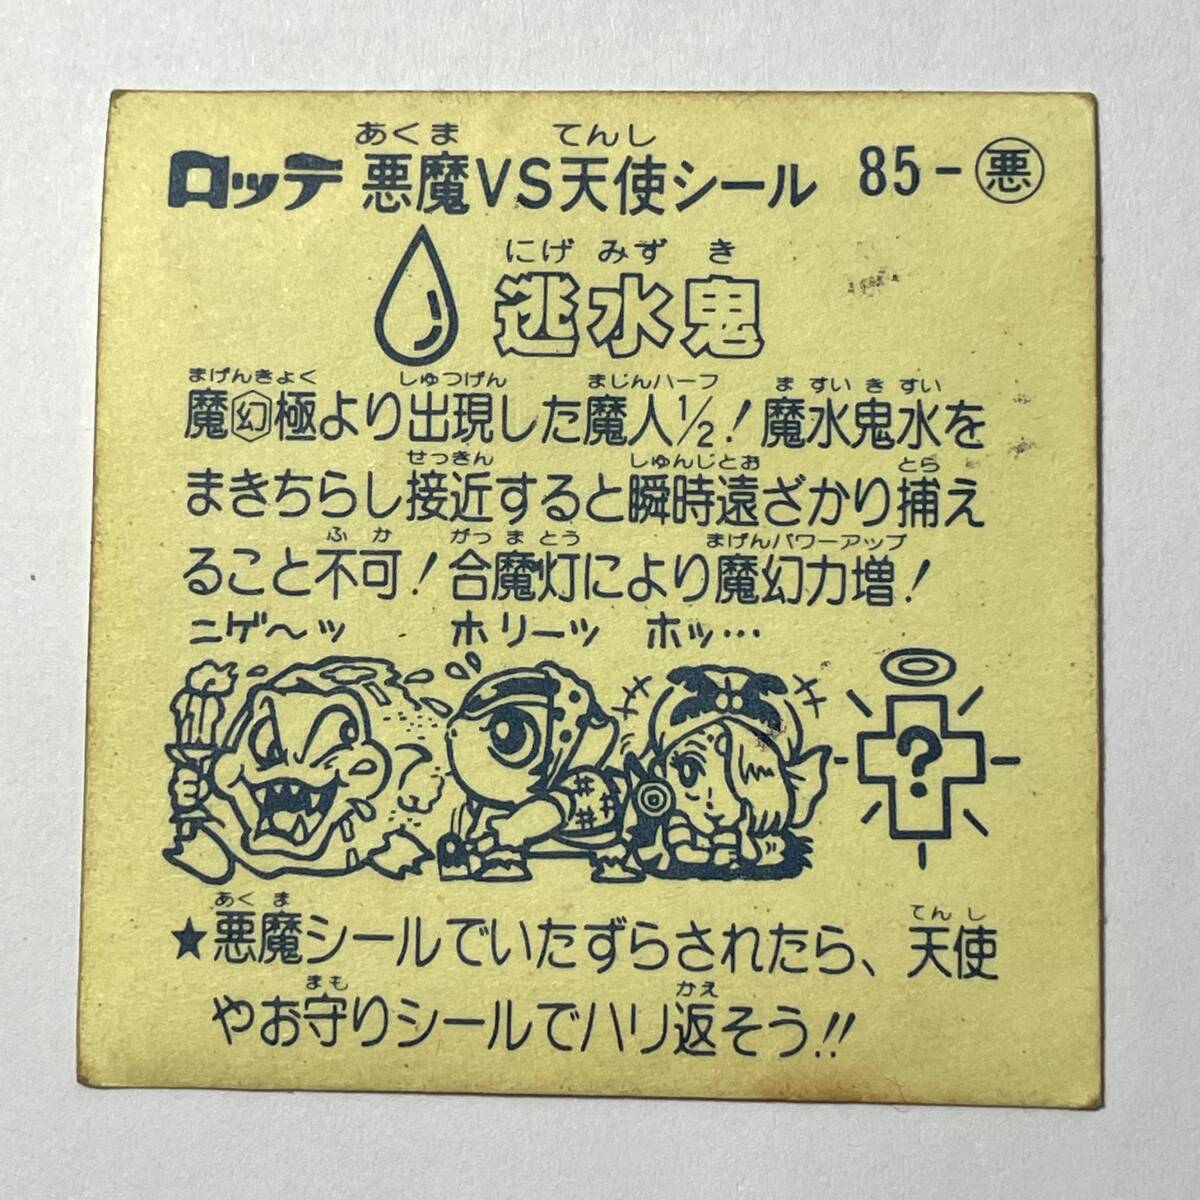 あくま てんし
ロッテ 悪魔VS天使シール 85-悪
にげ みず き
逃水鬼
まげんきょく しゅつげん まじんハーフ ま すい き すい
魔幻極より出現した魔人1/2!魔水鬼水を
せっきん しゅんじとお とら
まきちらし接近すると瞬時遠ざかり捕え
ふ か がっ ま とう まげんパワーアップ
ること不可!合魔灯により魔幻力増!
ニゲ〜ッ ホリーッ ホッ…
?
あく ま てん し
★悪魔シールでいたずらされたら、天使
まも かえ
やお守りシールでハリ返そう!!